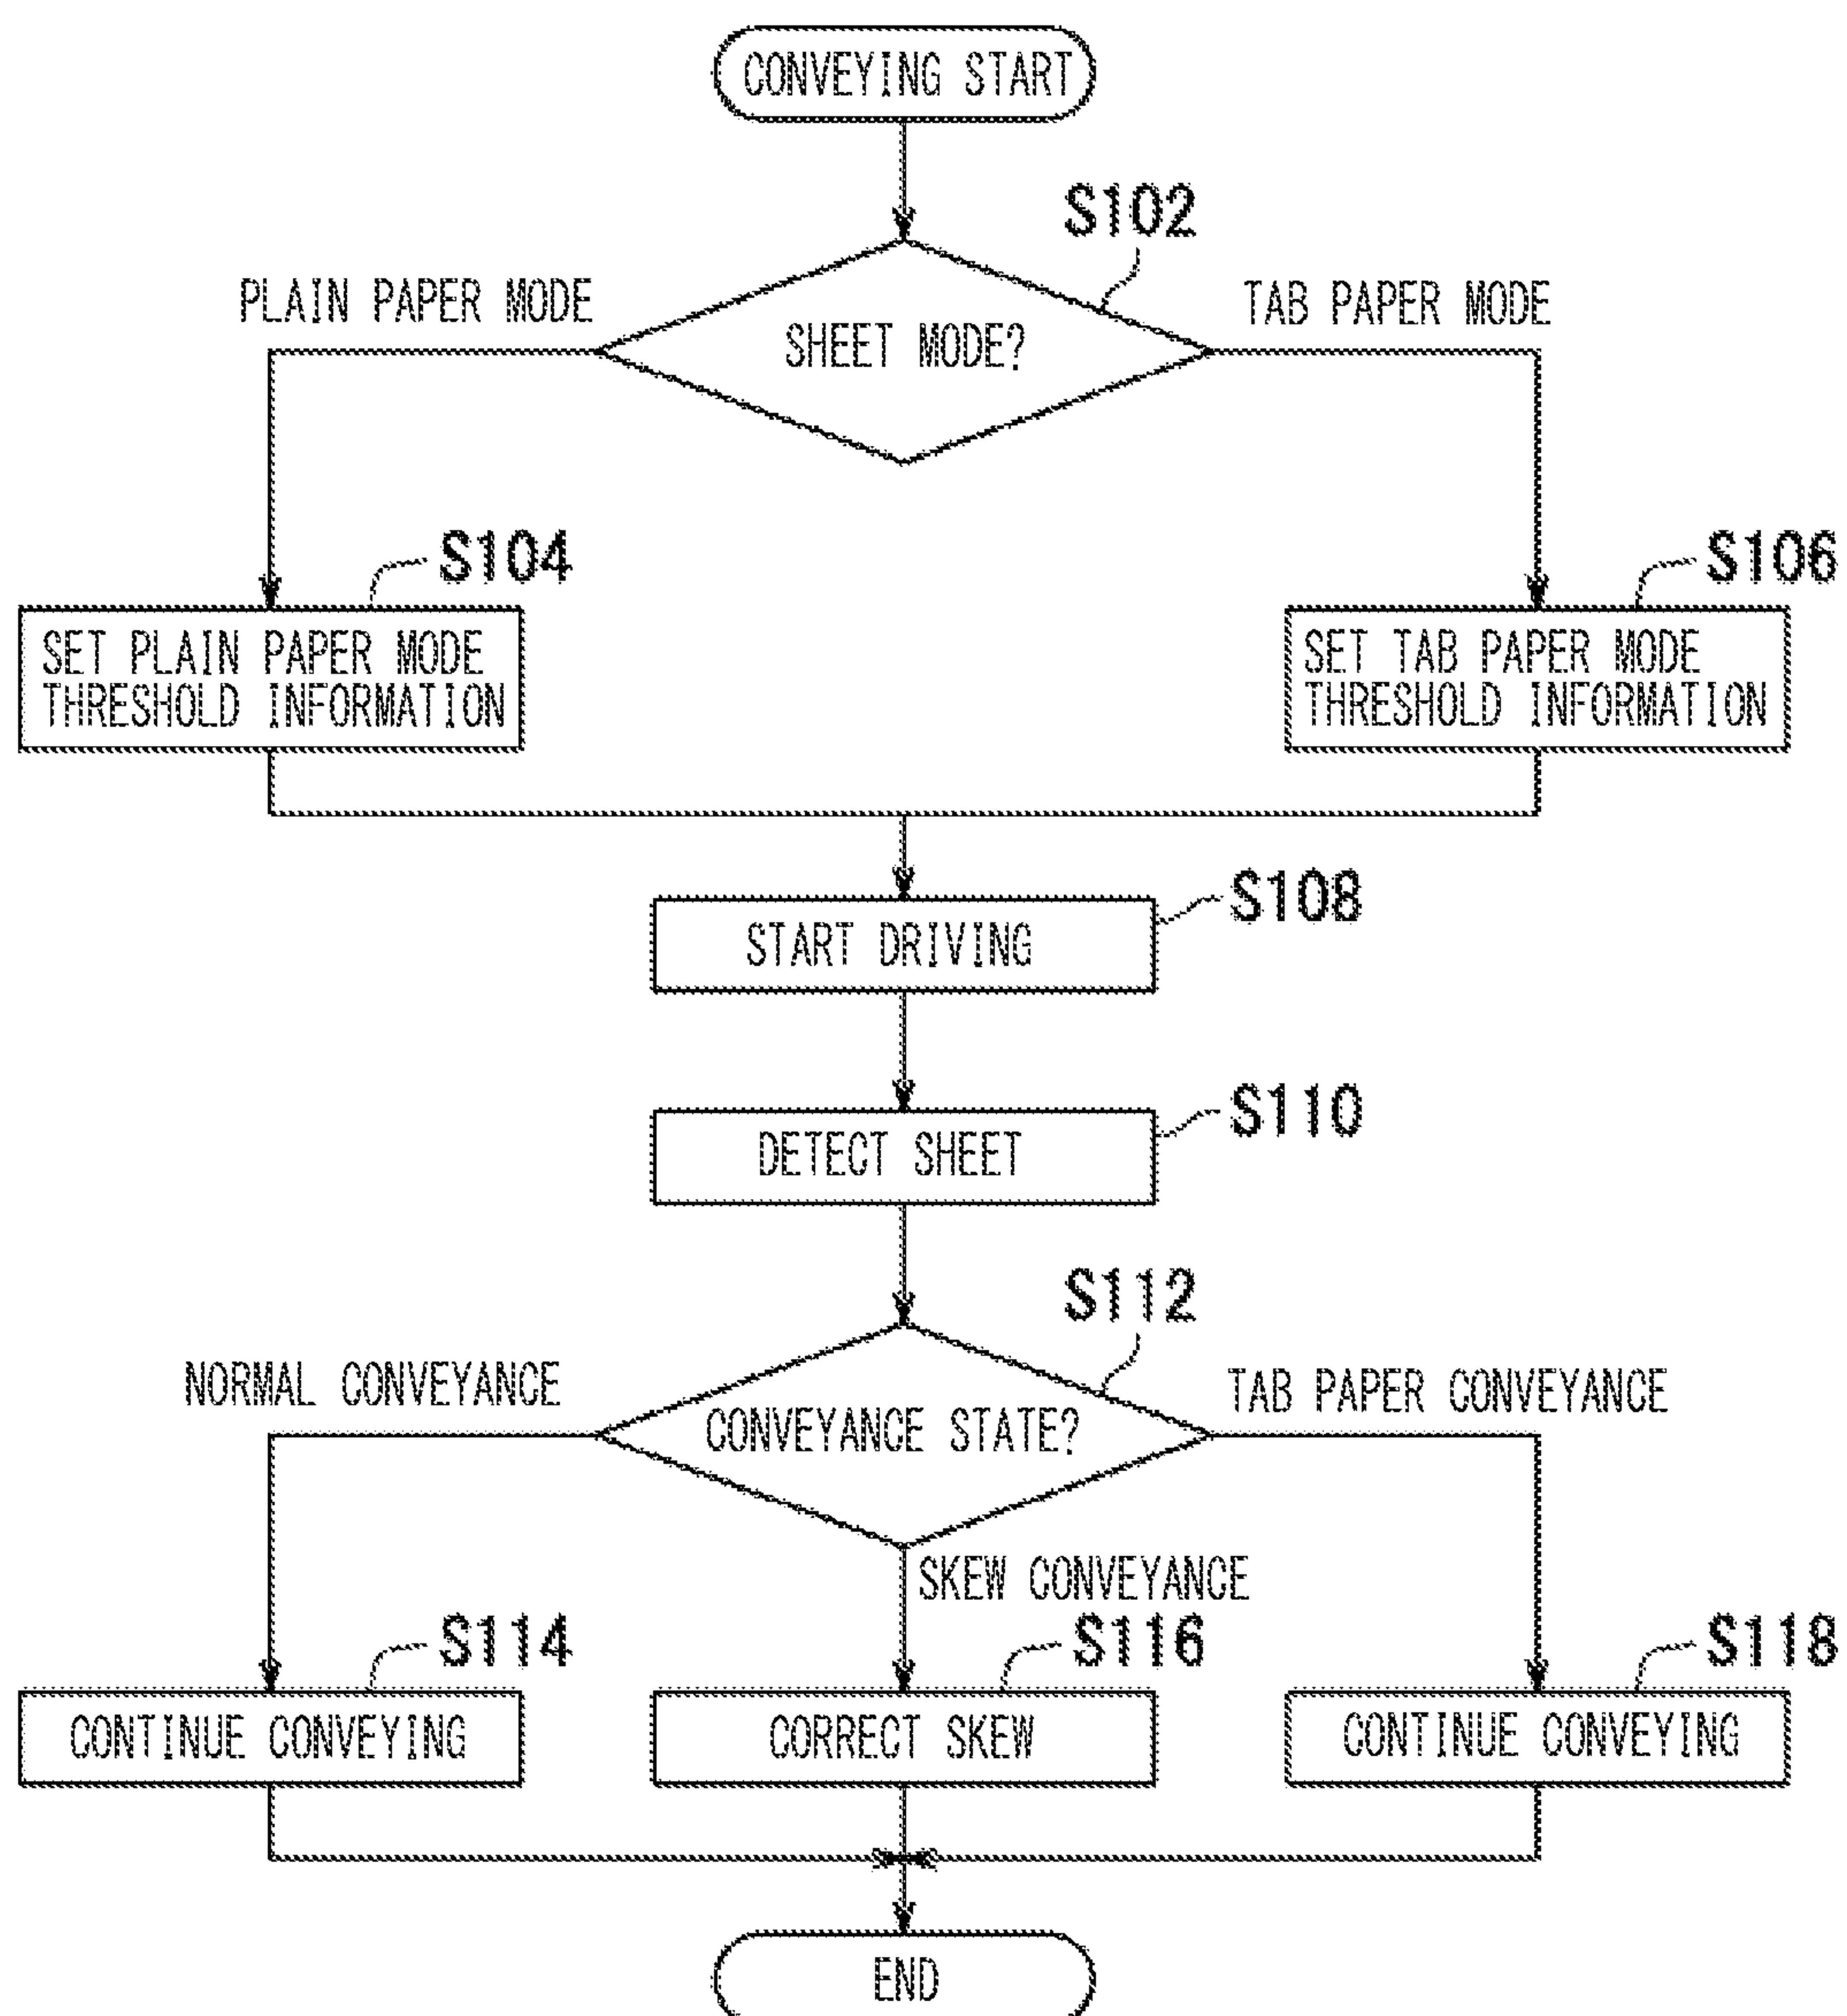 CONVEYING START
S102
PLAIN PAPER MODE
SHEET MODE?
TAB PAPER MODE
S104
S106
SET PLAIN PAPER MODE
THRESHOLD INFORMATION
SET TAB PAPER MODE
THRESHOLD INFORMATION
S108
START DRIVING
S110
DETECT SHEET
S112
NORMAL CONVEYANCE
CONVEYANCE STATE?
TAB PAPER CONVEYANCE
SKEW CONVEYANCE
S114
S116
S118
CONTINUE CONVEYING
CORRECT SKEW
CONTINUE CONVEYING
END